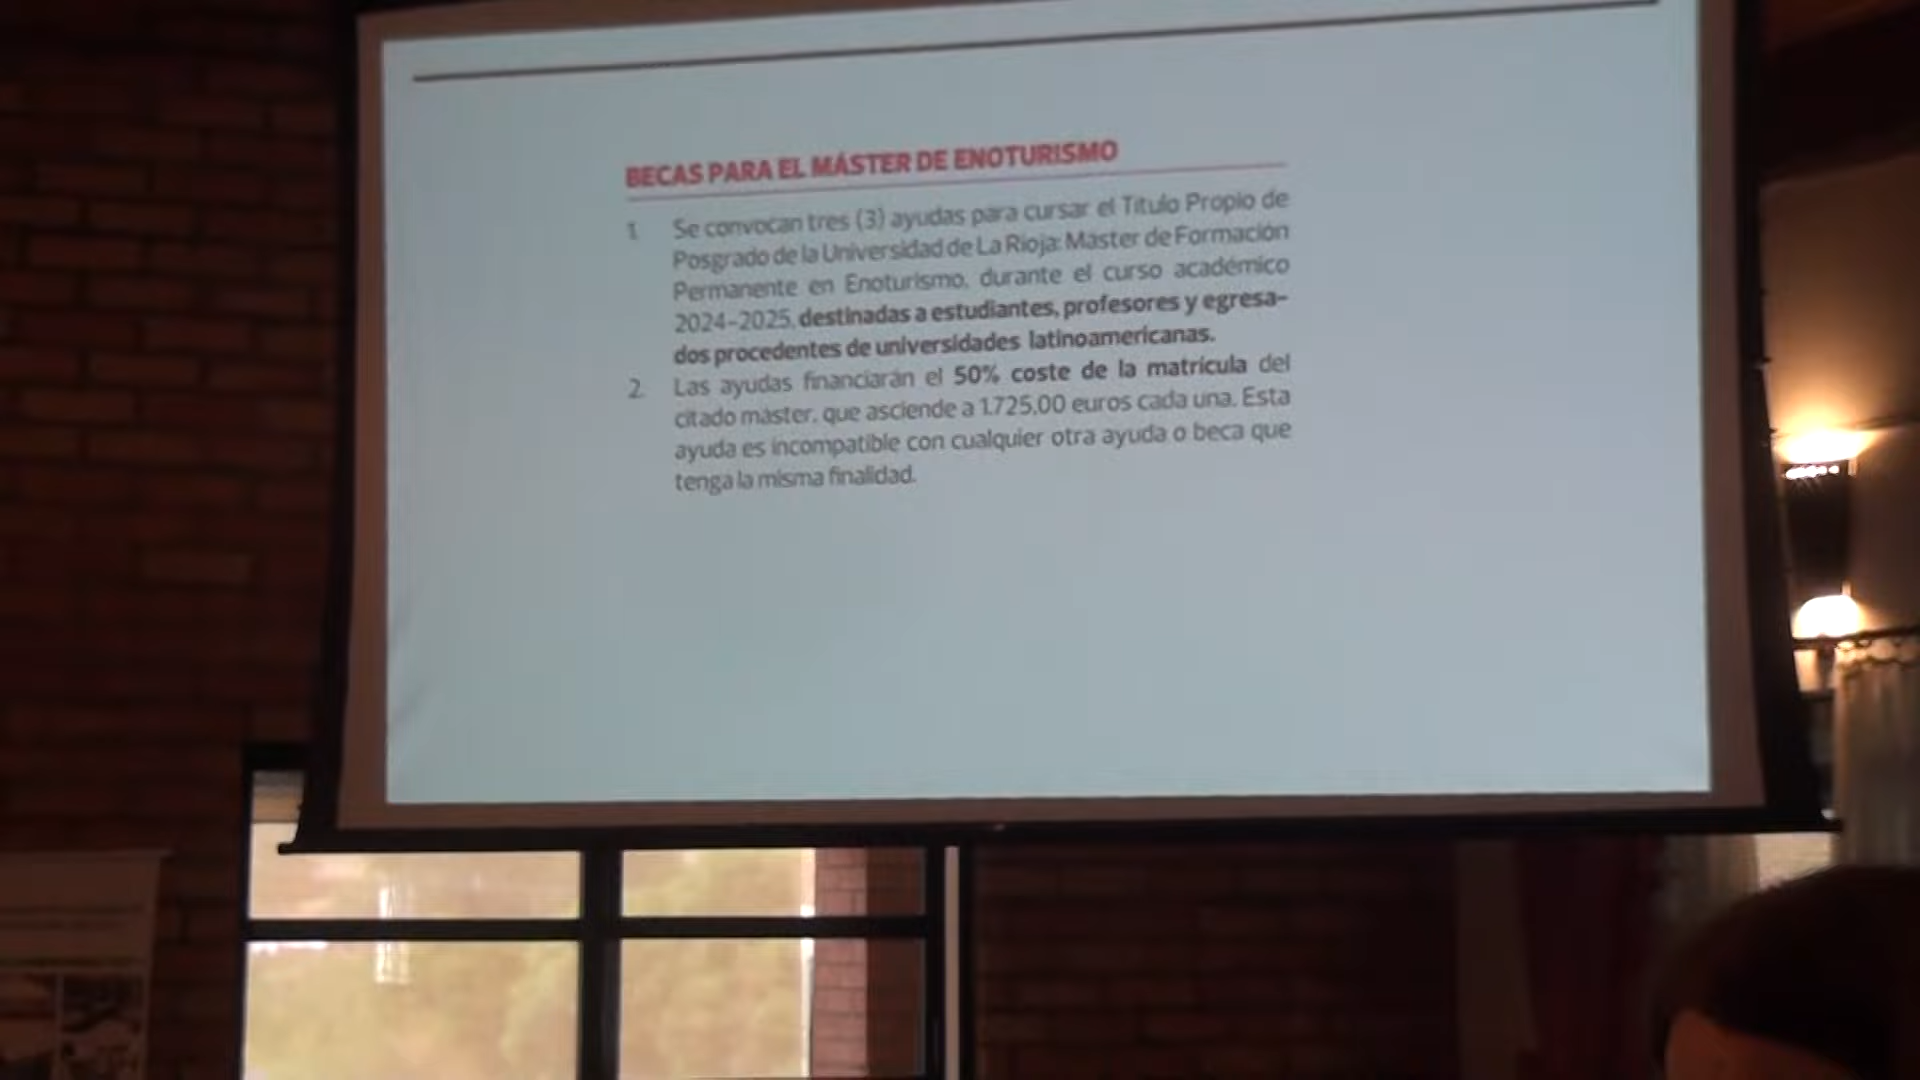 BECAS PARA EL MÁSTER DE ENOTURISMO
1. Se convocan tres (3) ayudas para cursar el Título Propio de
Posgrado de la Universidad de La Rioja: Máster de Formación
Permanente en Enoturismo, durante el curso académico
2024-2025, destinadas a estudiantes, profesores y egresa-
dos procedentes de universidades latinoamericanas.
2. Las ayudas financiarán el 50% coste de la matrícula del
citado máster, que asciende a 1.725,00 euros cada una. Esta
ayuda es incompatible con cualquier otra ayuda o beca que
tenga la misma finalidad.